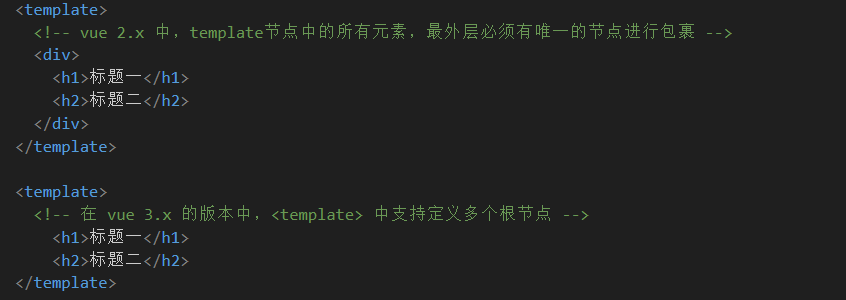 <template>
  <!-- vue 2.x 中，template节点中的所有元素，最外层必须有唯一的节点进行包裹 -->
  <div>
    <h1>标题一</h1>
    <h2>标题二</h2>
  </div>
</template>

<template>
  <!-- 在 vue 3.x 的版本中，<template> 中支持定义多个根节点 -->
    <h1>标题一</h1>
    <h2>标题二</h2>
</template>